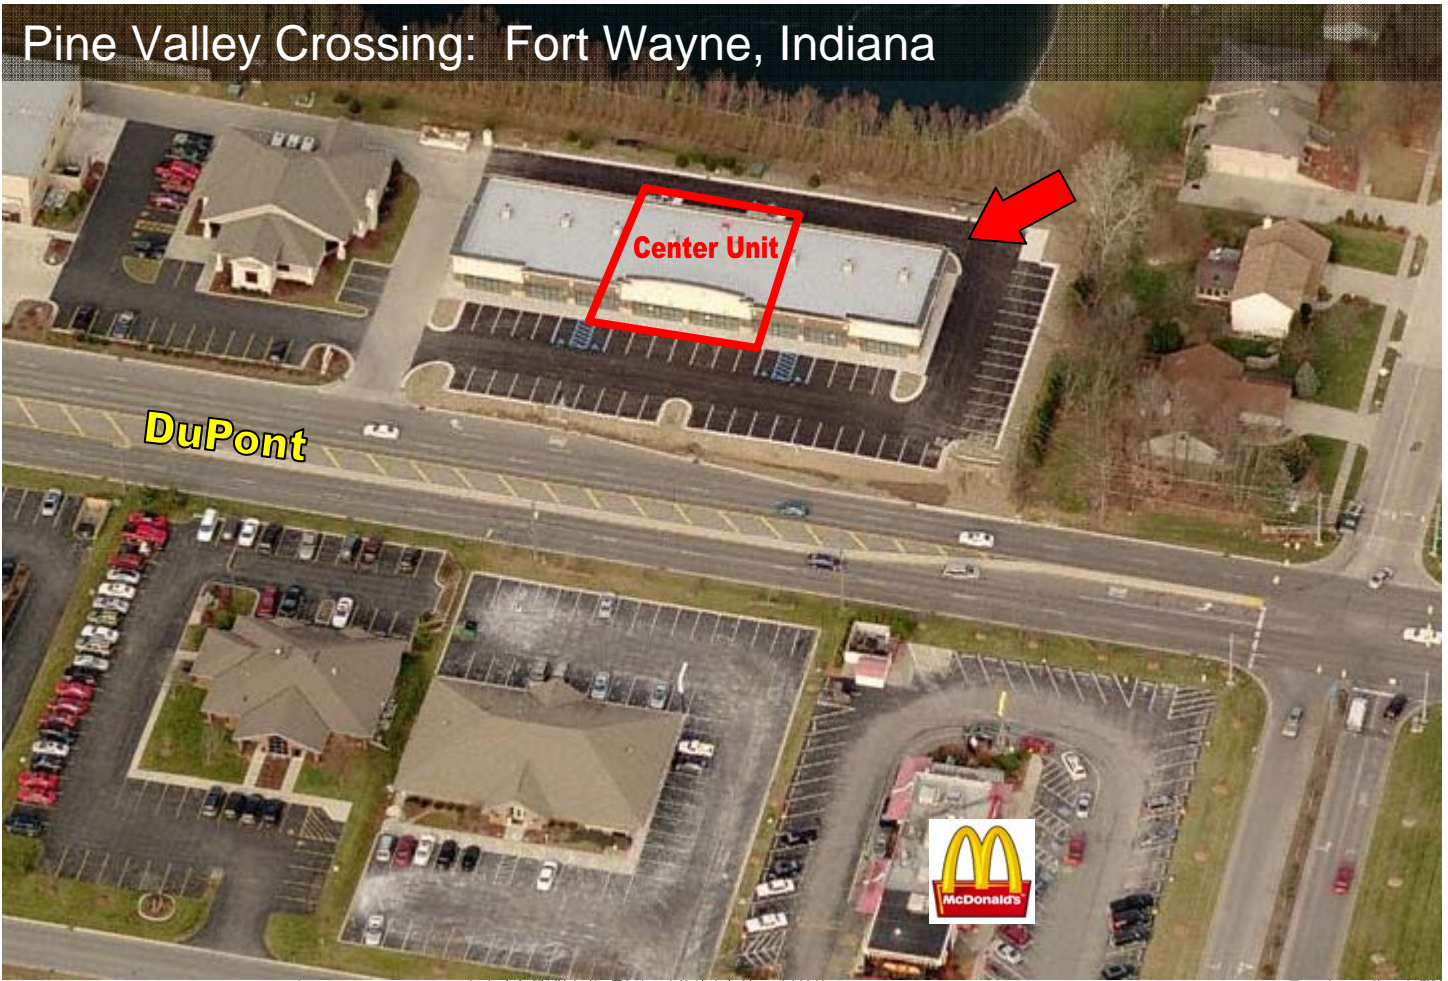 Pine Valley Crossing: Fort Wayne, Indiana
Center Unit
DuPont
McDonald's